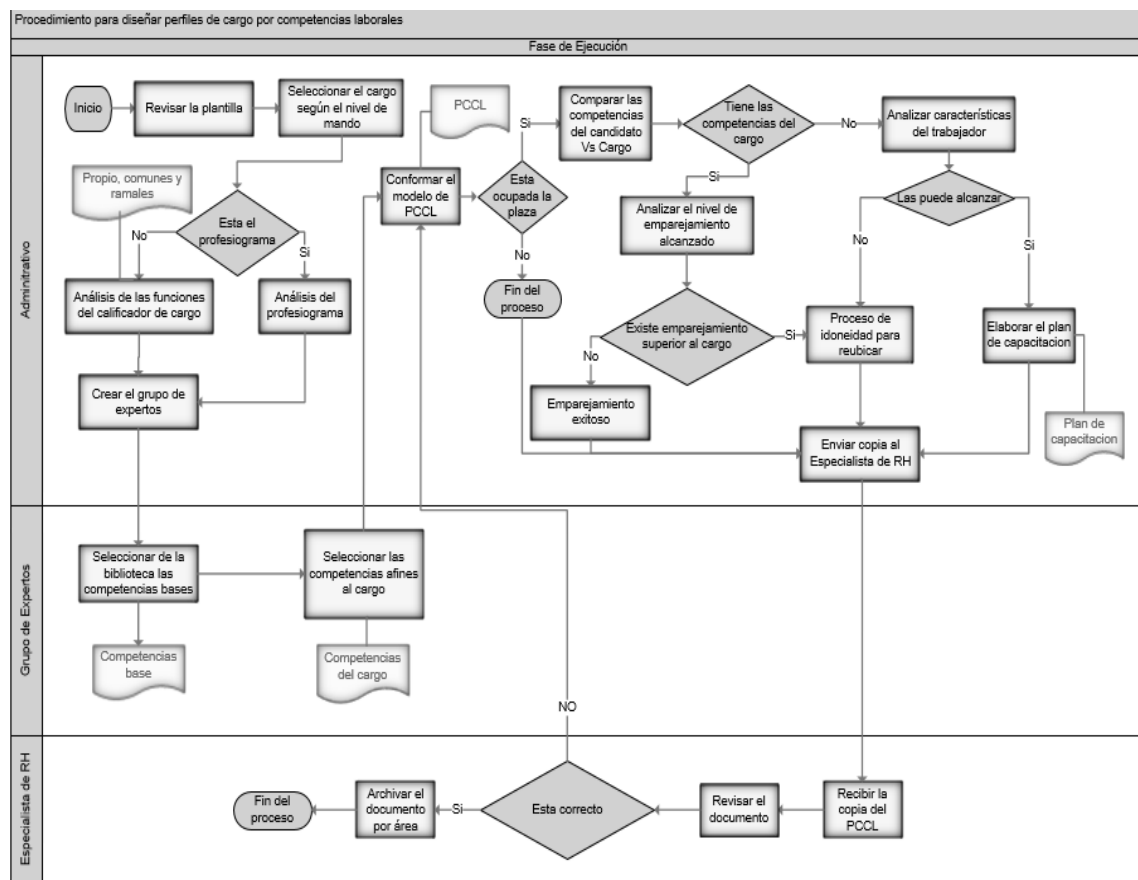 Procedimiento para diseñar perfiles de cargo por competencias laborales
Fase de Ejecución
Adminitrativo
Inicio
Revisar la plantilla
Seleccionar el cargo
según el nivel de
mando
Propio, comunes y
ramales
Esta el
profesiograma
No
Si
Análisis de las funciones
del calificador de cargo
Análisis del
profesiograma
Crear el grupo de
expertos
PCCL
Conformar el
modelo de
PCCL
Esta
ocupada la
plaza
Si
No
Fin del
proceso
Comparar las
competencias del
candidato
Vs Cargo
Tiene las
competencias del
cargo
No
Si
Analizar características
del trabajador
Analizar el nivel de
emparejamiento
alcanzado
Las puede alcanzar
No
Si
Existe emparejamiento
superior al cargo
Si
No
Proceso de
idoneidad para
reubicar
Elaborar el plan
de capacitacion
Emparejamiento
exitoso
Plan de
capacitacion
Enviar copia al
Especialista de RH
Grupo de Expertos
Seleccionar de la
biblioteca las
competencias bases
Seleccionar las
competencias afines
al cargo
Competencias
base
Competencias
del cargo
NO
Especialista de RH
Fin del
proceso
Archivar el
documento
por área
Si
Esta correcto
Revisar el
documento
Recibir la
copia del
PCCL